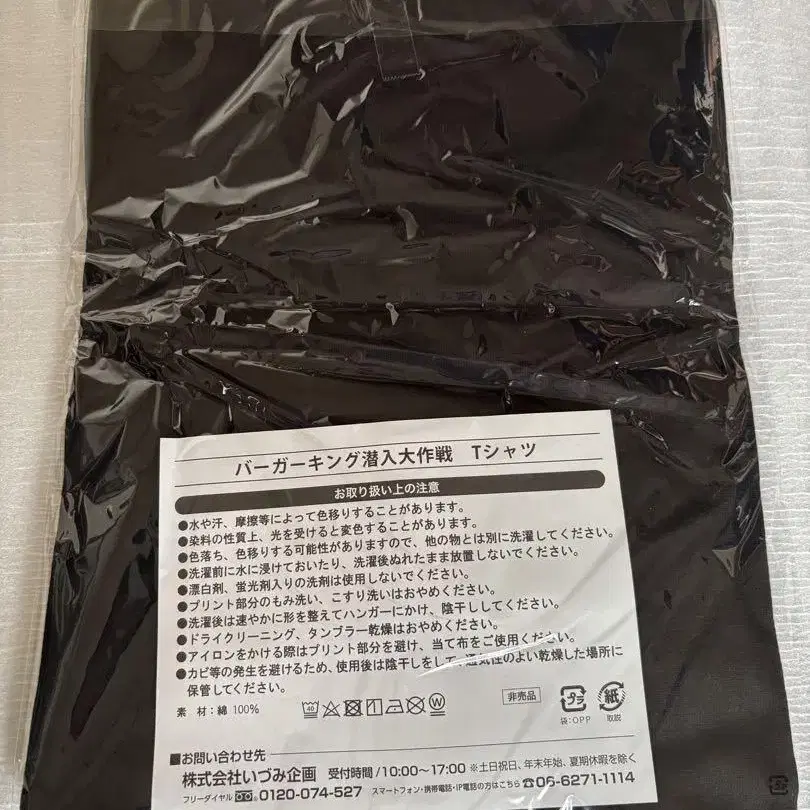 バーガーキング潜入大作戦　Tシャツ
お取り扱い上の注意
●水や汗、摩擦等によって色移りすることがあります。
●染料の性質上、光を受けると変色することがあります。
●色落ち、色移りする可能性がありますので、他の物とは別に洗濯してください。
●洗濯前に水に浸けておいたり、洗濯後ぬれたまま放置しないでください。
●漂白剤、蛍光剤入りの洗剤は使用しないでください。
●プリント部分のもみ洗い、こすり洗いはおやめください。
●洗濯後は速やかに形を整えてハンガーにかけ、陰干ししてください。
●ドライクリーニング、タンブラー乾燥はおやめください。
●アイロンをかける際はプリント部分を避け、当て布をご使用ください。
●カビ等の発生を避けるため、使用後は陰干しをして、通気性のよい乾燥した場所に
保管してください。
素 材：綿 100%
40
W
非売品
プラ
袋：OPP
紙
取説
■お問い合わせ先
株式会社いづみ企画　受付時間/10:00〜17:00 ※土日祝日、年末年始、夏期休暇を除く
フリーダイヤル 0120-074-527 スマートフォン・携帯電話・IP電話の方はこちら ☎06-6271-1114